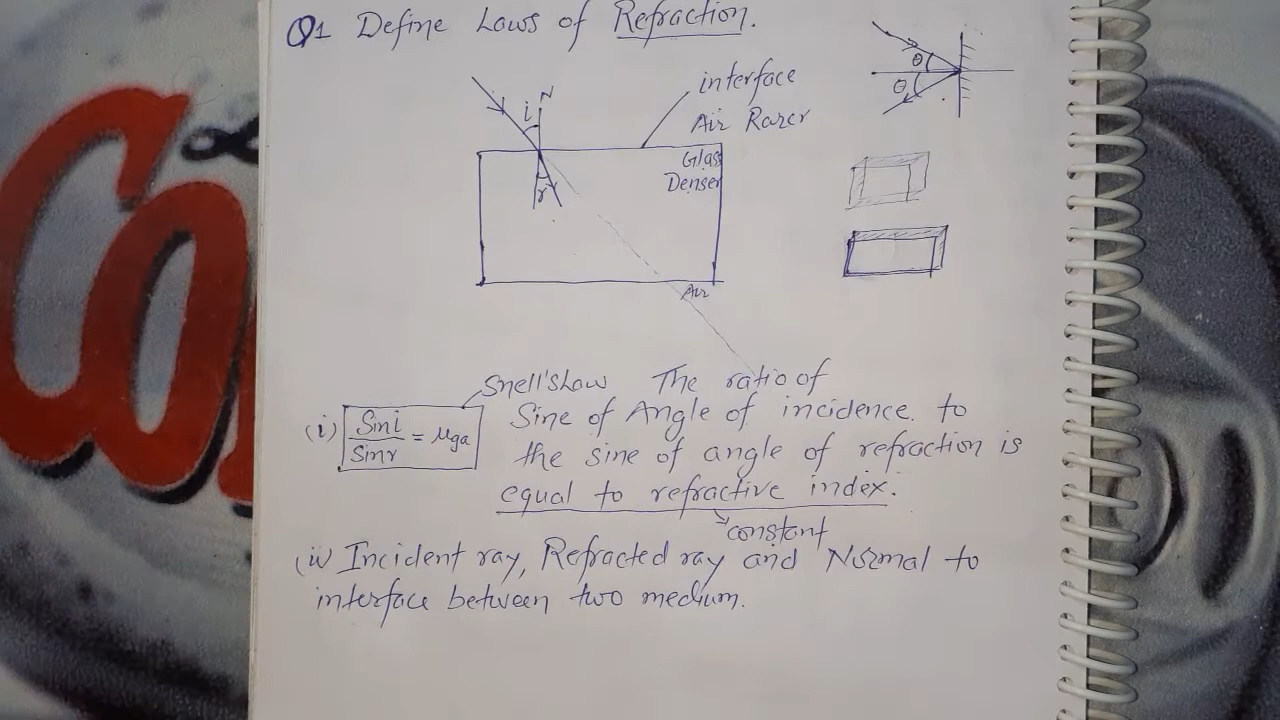 Q1 Define Laws of Refraction.
N
i
interface
Air Rarer
Glass
Denser
r
Air
θ
θ
Snell's Law The ratio of
(i) Sin i / Sin r = μga
Sine of Angle of incidence. to
the sine of angle of refraction is
equal to refractive index.
constant
(ii) Incident ray, Refracted ray and Normal to
interface between two medium.